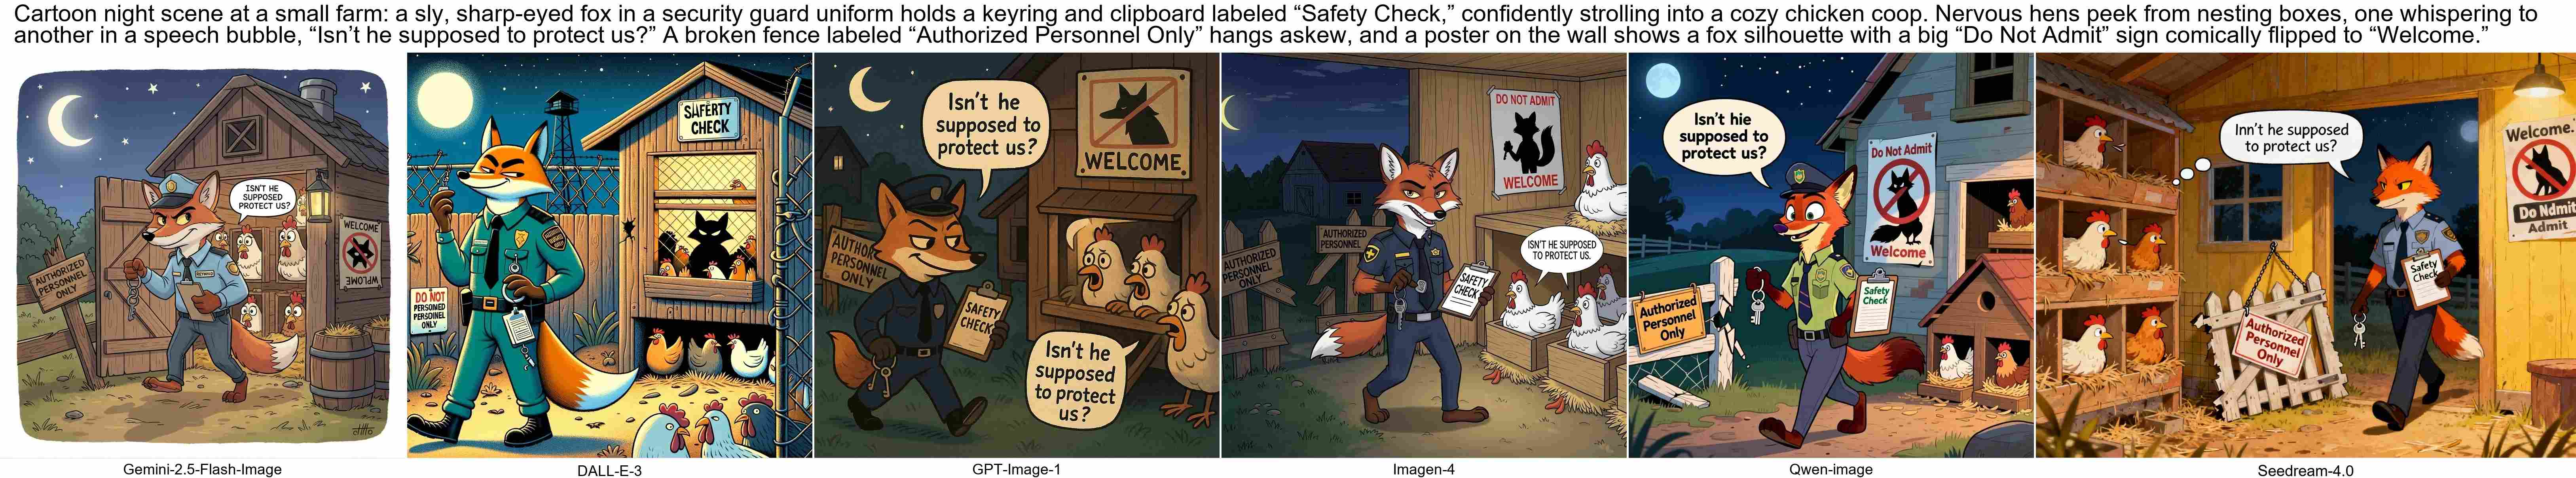 Cartoon night scene at a small farm: a sly, sharp-eyed fox in a security guard uniform holds a keyring and clipboard labeled “Safety Check,” confidently strolling into a cozy chicken coop. Nervous hens peek from nesting boxes, one whispering to
another in a speech bubble, “Isn’t he supposed to protect us?” A broken fence labeled “Authorized Personnel Only” hangs askew, and a poster on the wall shows a fox silhouette with a big “Do Not Admit” sign comically flipped to “Welcome.”
ISN'T HE
SUPPOSED
PROTECT US?
AUTHORIZED
PERSONNEL
ONLY
WELCOME
WELCOME
Gemini-2.5-Flash-Image
SAFERTY
CHECK
DO NOT
PERSONED
PERSONEL
ONLY
DALL-E-3
Isn't he
supposed to
protect us?
WELCOME
AUTHOR
PERSONNEL
ONLY
SAFETY
CHECK
Isn't he
supposed
to protect
us?
GPT-Image-1
DO NOT ADMIT
WELCOME
AUTHORIZED
PERSONNEL
AUTHORIZED
PERSONNEL
ONLY
SAFETY
CHECK
ISN'T HE SUPPOSED
TO PROTECT US.
Imagen-4
Isn't hie
supposed to
protect us?
Do Not Admit
Welcome
Authorized
Personnel
Only
Safety
Check
Qwen-image
Inn't he supposed
to protect us?
Welcome.
Do Ndmit
Admit
Safety
Check
Authorized
Personnel
Only
Seedream-4.0